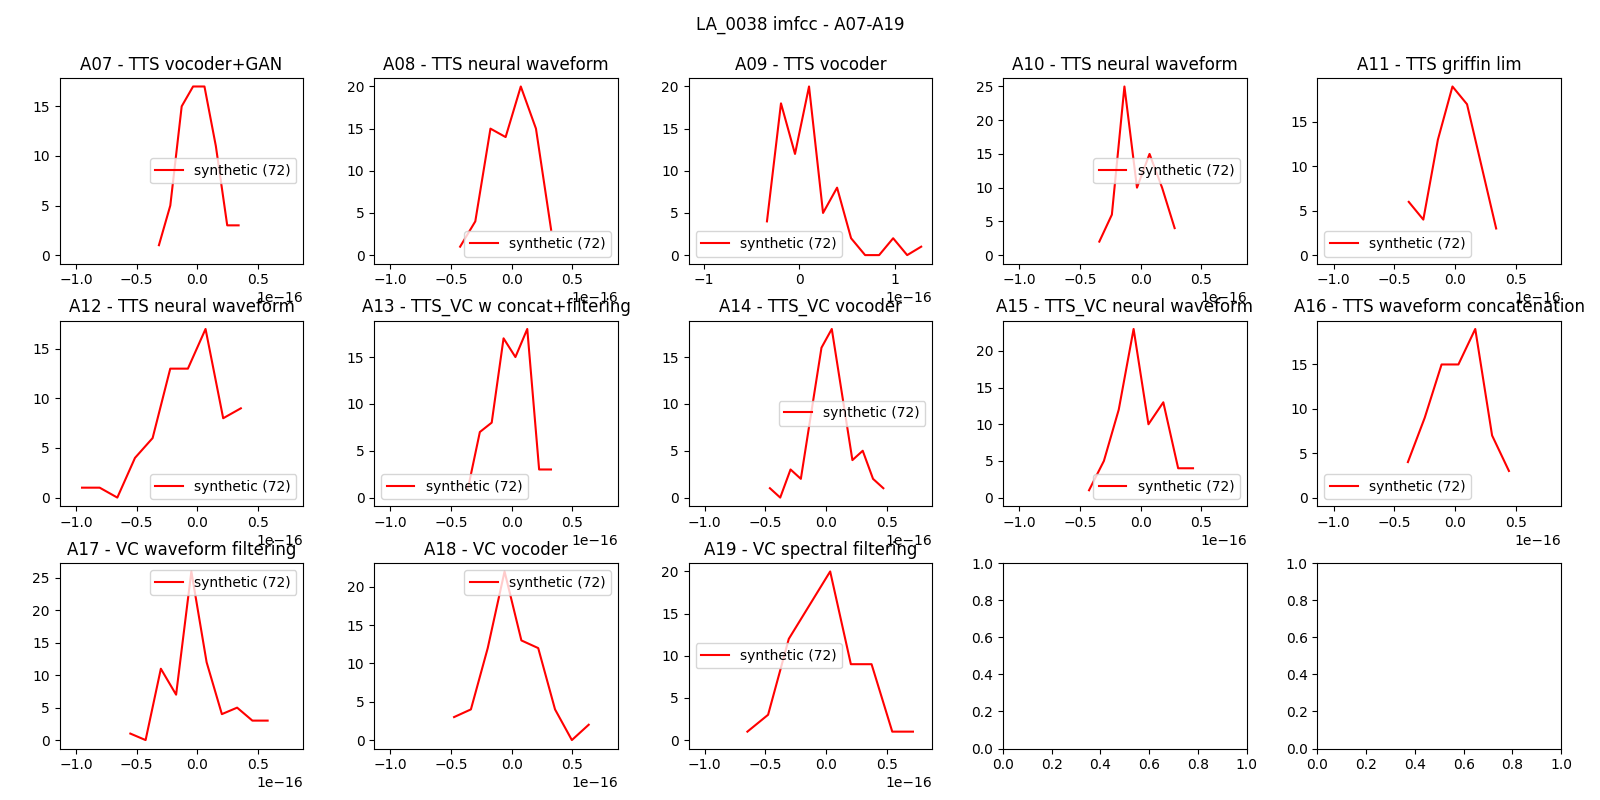 LA_0038 imfcc - A07-A19
A07 - TTS vocoder+GAN
A08 - TTS neural waveform
A09 - TTS vocoder
A10 - TTS neural waveform
A11 - TTS griffin lim
15
10
5
0
synthetic (72)
−1.0 −0.5 0.0 0.5
1e−16
20
15
10
5
0
synthetic (72)
−1.0 −0.5 0.0 0.5
1e−16
20
15
10
5
0
synthetic (72)
−1 0 1
1e−16
25
20
15
10
5
0
synthetic (72)
−1.0 −0.5 0.0 0.5
1e−16
15
10
5
0
synthetic (72)
−1.0 −0.5 0.0 0.5
1e−16
A12 - TTS neural waveform
A13 - TTS_VC w concat+filtering
A14 - TTS_VC vocoder
A15 - TTS_VC neural waveform
A16 - TTS waveform concatenation
15
10
5
0
synthetic (72)
−1.0 −0.5 0.0 0.5
1e−16
15
10
5
0
synthetic (72)
−1.0 −0.5 0.0 0.5
1e−16
15
10
5
0
synthetic (72)
−1.0 −0.5 0.0 0.5
1e−16
20
15
10
5
0
synthetic (72)
−1.0 −0.5 0.0 0.5
1e−16
15
10
5
0
synthetic (72)
−1.0 −0.5 0.0 0.5
1e−16
A17 - VC waveform filtering
A18 - VC vocoder
A19 - VC spectral filtering
25
20
15
10
5
0
synthetic (72)
−1.0 −0.5 0.0 0.5
1e−16
20
15
10
5
0
synthetic (72)
−1.0 −0.5 0.0 0.5
1e−16
20
15
10
5
0
synthetic (72)
−1.0 −0.5 0.0 0.5
1e−16
1.0
0.8
0.6
0.4
0.2
0.0
0.0 0.2 0.4 0.6 0.8 1.0
1.0
0.8
0.6
0.4
0.2
0.0
0.0 0.2 0.4 0.6 0.8 1.0